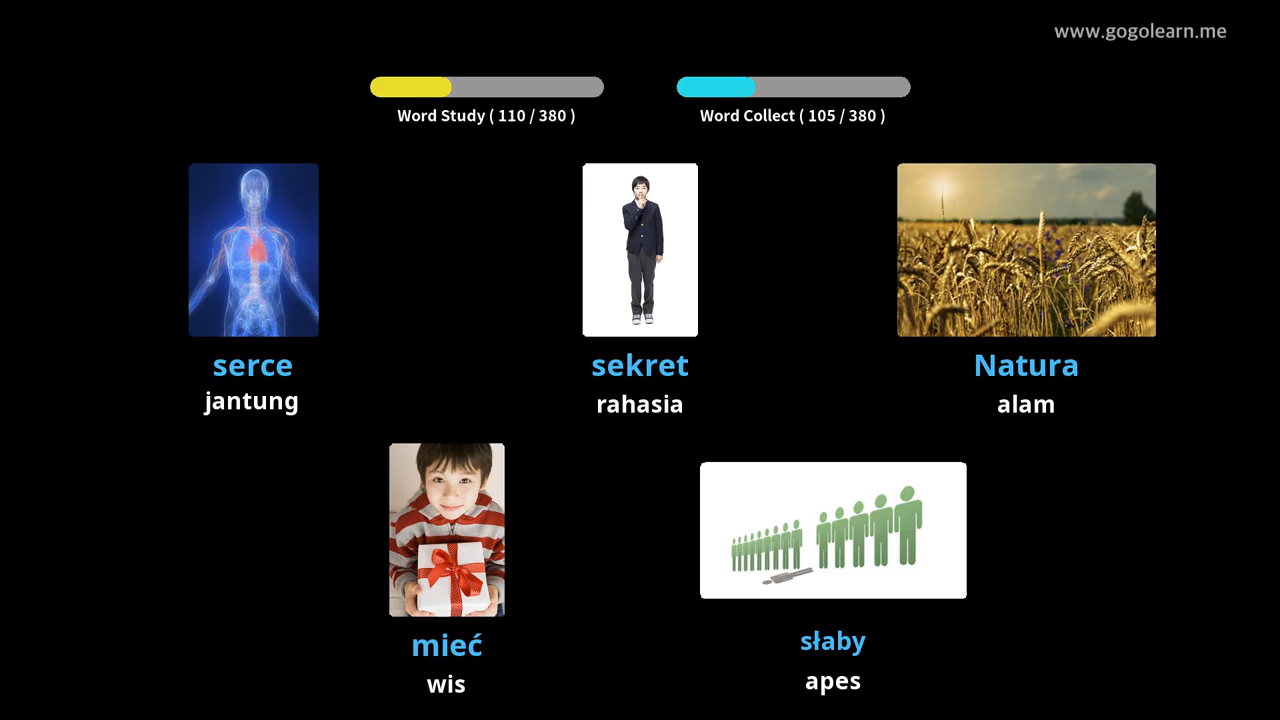 www.gogolearn.me
Word Study ( 110 / 380 )
Word Collect ( 105 / 380 )
serce
jantung
sekret
rahasia
Natura
alam
mieć
wis
słaby
apes